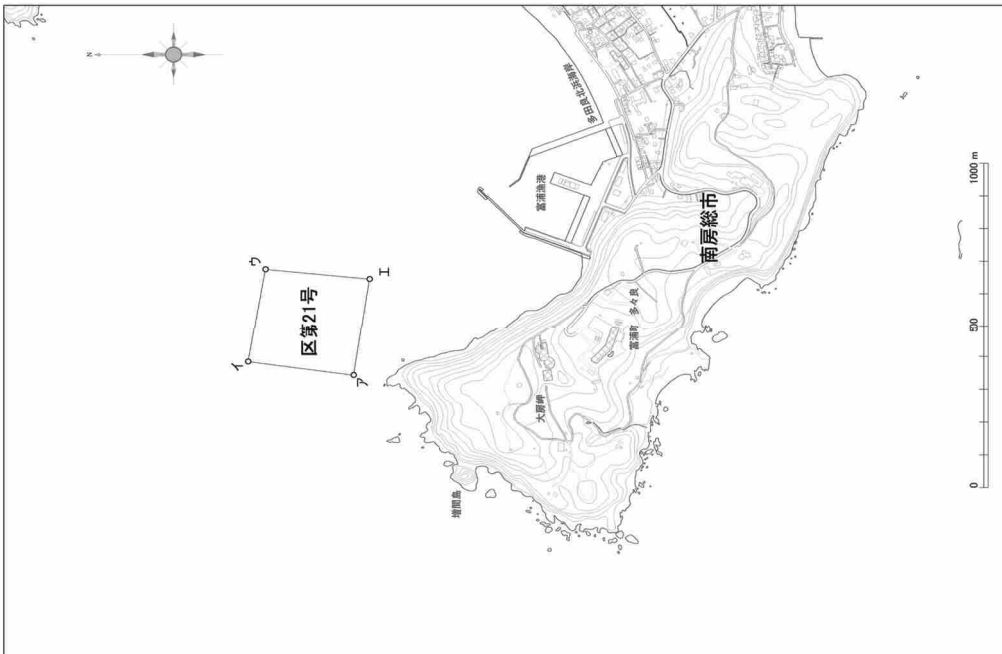 N
ウ
イ
区第21号
エ
ア
多田良北浜海岸
富浦漁港
南房総市
富浦町 多々良
大房岬
増間島
0 500 1000 m